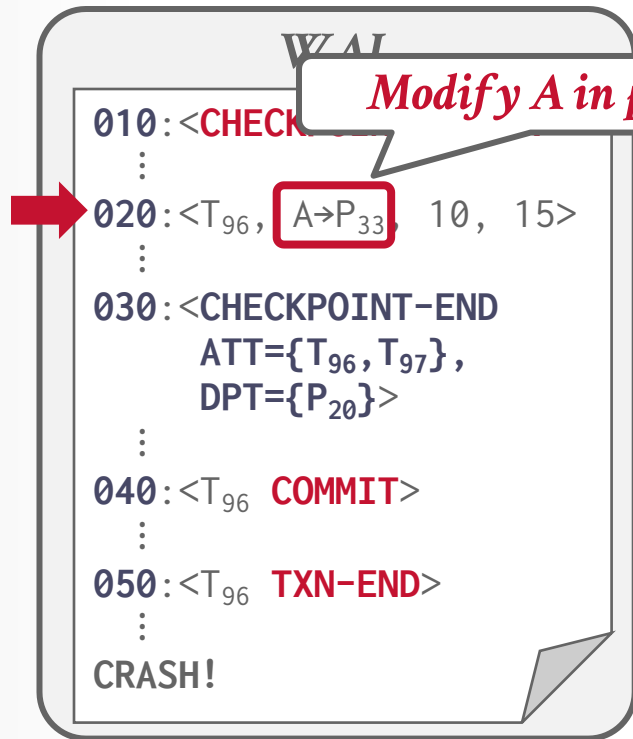 Modify A in
010:<CHECK
020:<T96, A→P33, 10, 15>
030:<CHECKPOINT-END
ATT={T96,T97},
DPT={P20}>
040:<T96 COMMIT>
050:<T96 TXN-END>
CRASH!